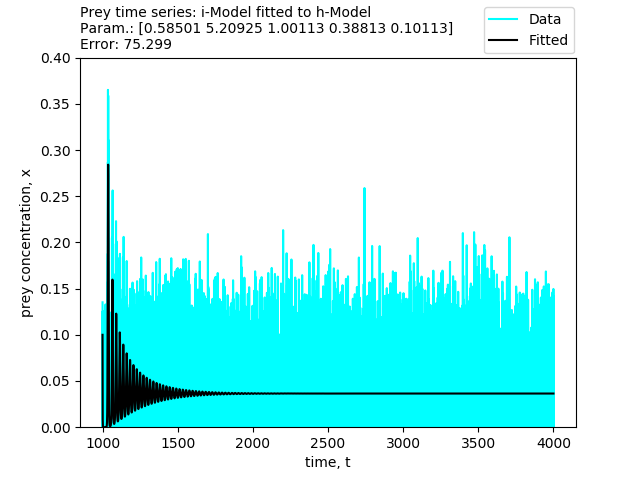 Prey time series: i-Model fitted to h-Model
Param.: [0.58501 5.20925 1.00113 0.38813 0.10113]
Error: 75.299
Data
Fitted
0.40
0.35
0.30
0.25
0.20
0.15
0.10
0.05
0.00
prey concentration, x
1000
1500
2000
2500
3000
3500
4000
time, t